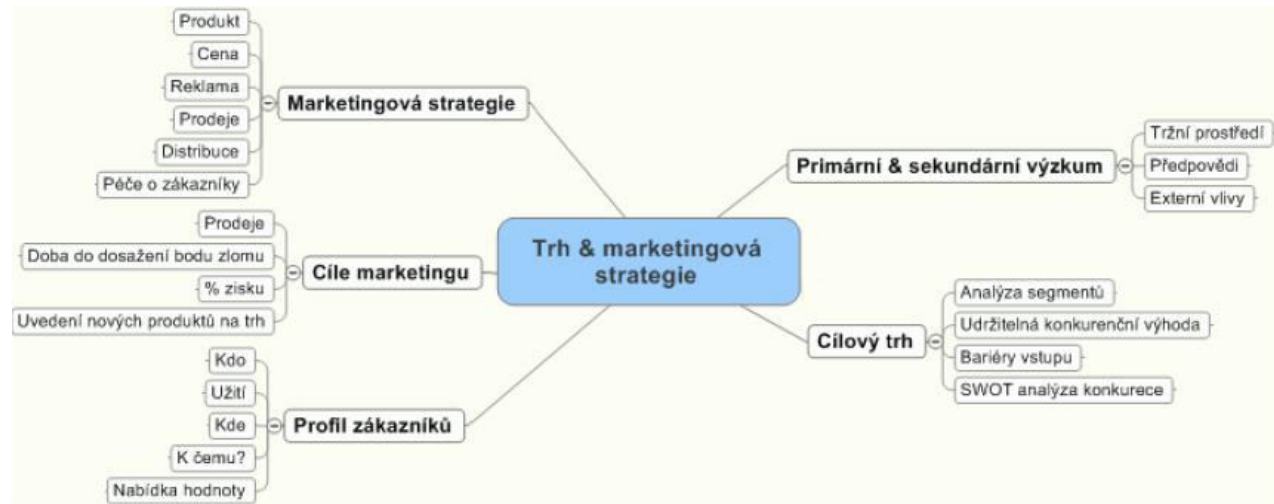 Produkt
Cena
Reklama
Prodeje
Distribuce
Péče o zákazníky
Marketingová strategie
Prodeje
Doba do dosažení bodu zlomu
% zisku
Uvedení nových produktů na trh
Cíle marketingu
Kdo
Užití
Kde
K čemu?
Nabídka hodnoty
Profil zákazníků
Trh & marketingová
strategie
Primární & sekundární výzkum
Tržní prostředí
Předpovědi
Externí vlivy
Cílový trh
Analýza segmentů
Udržitelná konkurenční výhoda
Bariéry vstupu
SWOT analýza konkurece